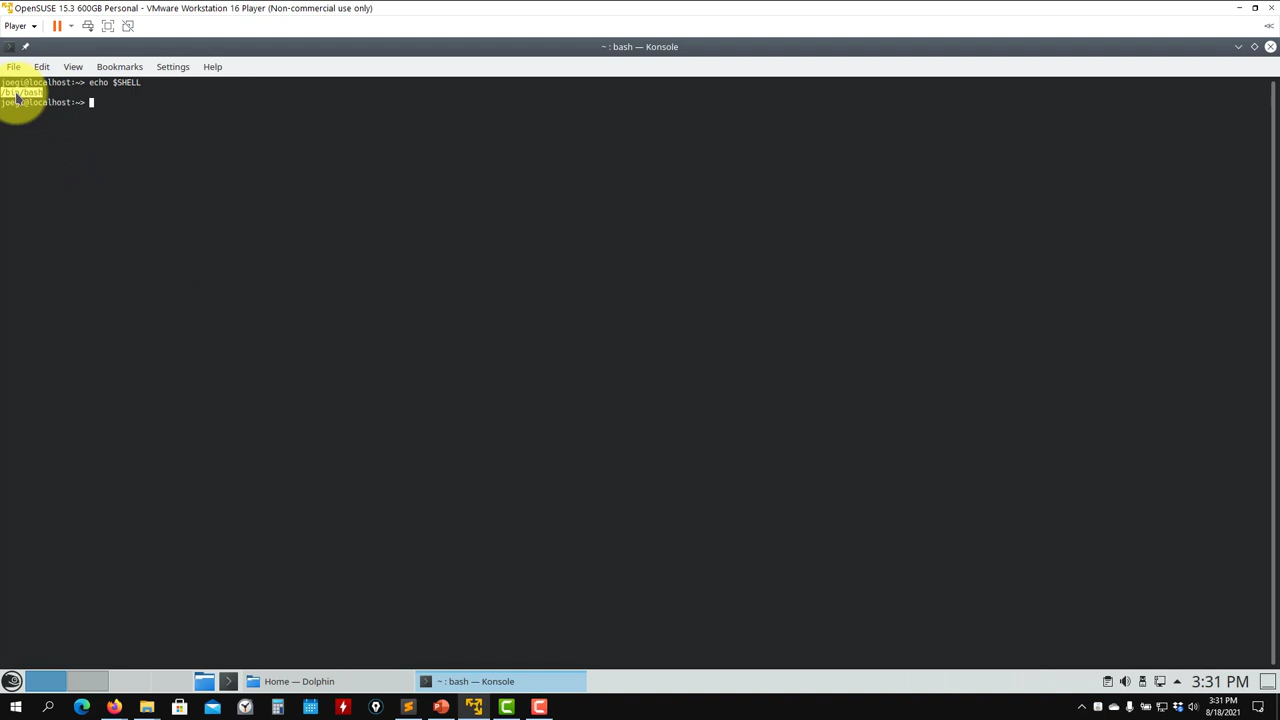 OpenSUSE 15.3 600GB Personal - VMware Workstation 16 Player (Non-commercial use only)
Player
~ : bash — Konsole
File Edit View Bookmarks Settings Help
joegi@localhost:~> echo $SHELL
/bin/bash
joegi@localhost:~>
Home — Dolphin
~ : bash — Konsole
3:31 PM
3:31 PM
8/18/2021